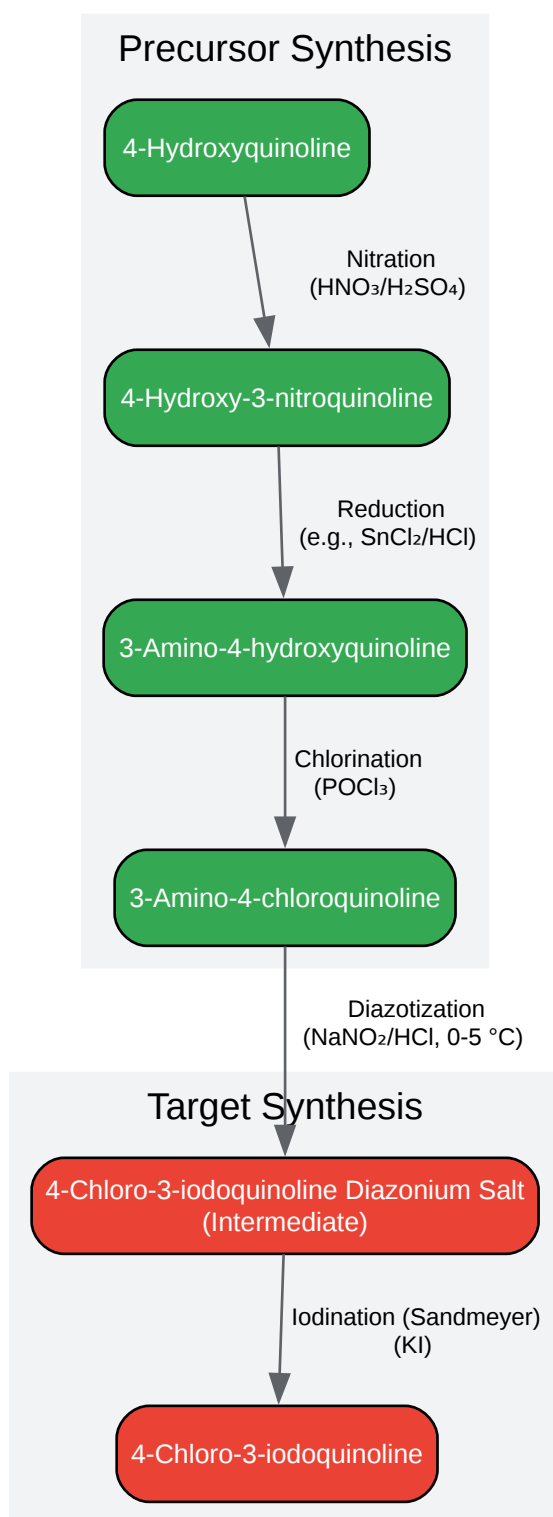 Precursor Synthesis
4-Hydroxyquinoline
Nitration
(HNO₃/H₂SO₄)
4-Hydroxy-3-nitroquinoline
Reduction
(e.g., SnCl₂/HCl)
3-Amino-4-hydroxyquinoline
Chlorination
(POCl₃)
3-Amino-4-chloroquinoline
Diazotization
(NaNO₂/HCl, 0-5 °C)
Target Synthesis
4-Chloro-3-iodoquinoline Diazonium Salt
(Intermediate)
Iodination (Sandmeyer)
(KI)
4-Chloro-3-iodoquinoline